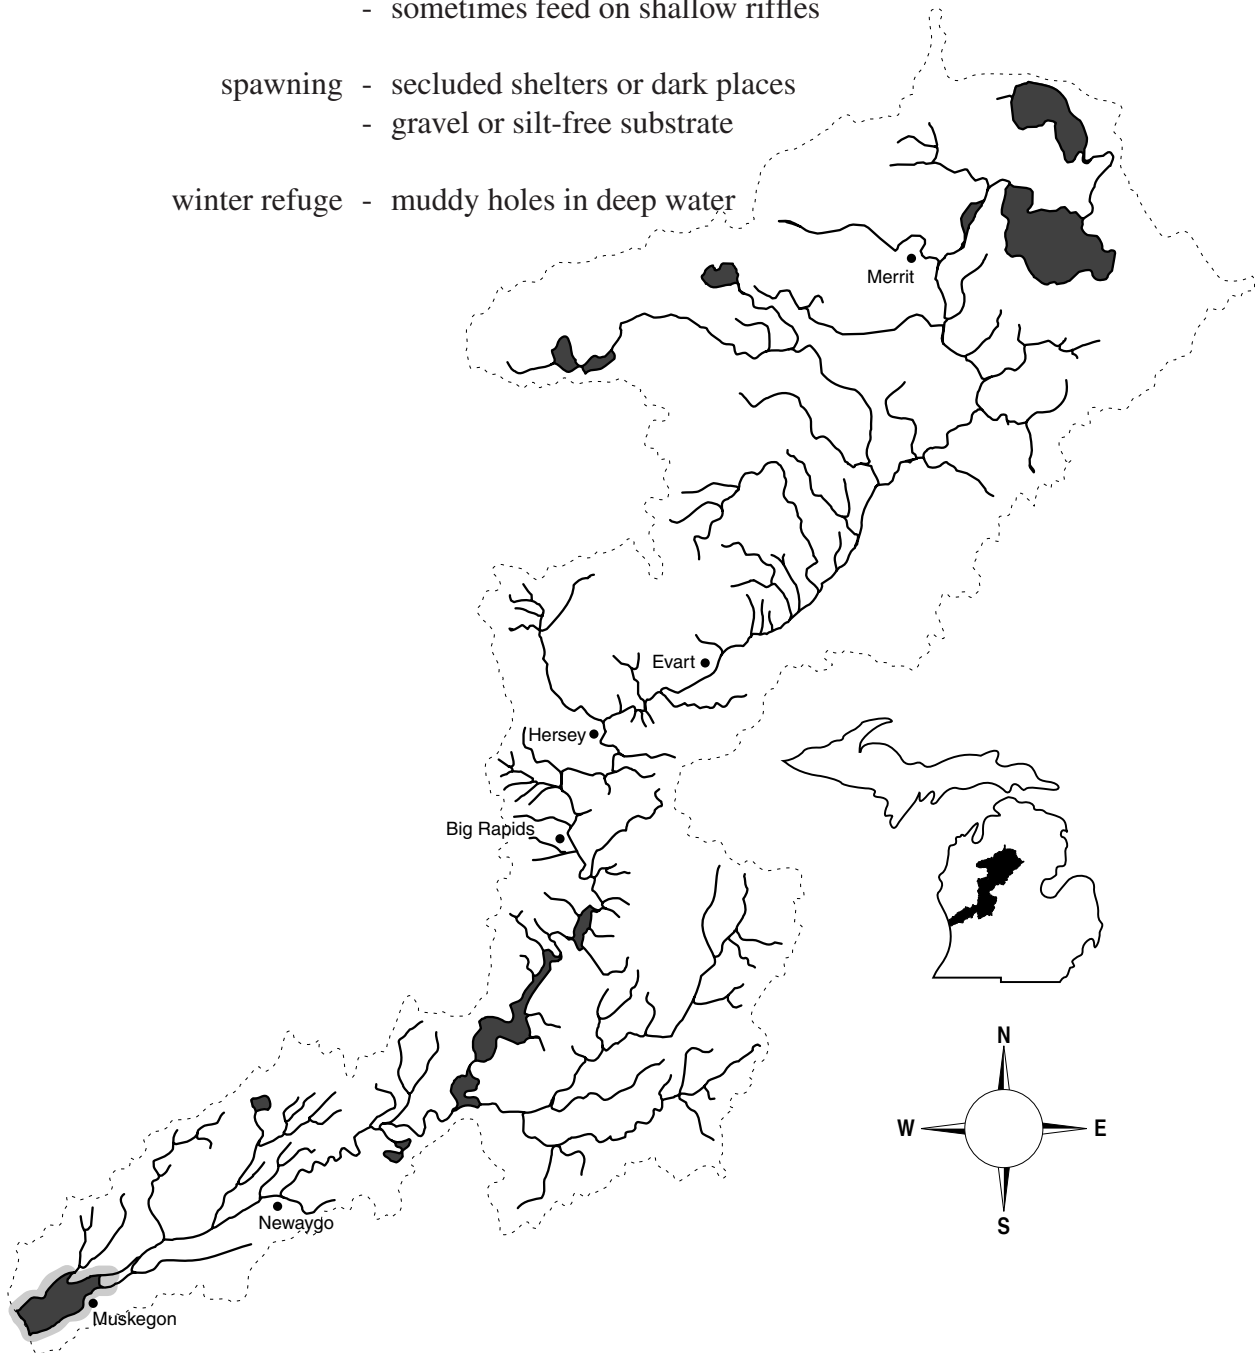 - sometimes feed on shallow riffles
spawning - secluded shelters or dark places
- gravel or silt-free substrate
winter refuge - muddy holes in deep water
Merrit
Evart
Hersey
Big Rapids
N
W E
S
Newaygo
Muskegon